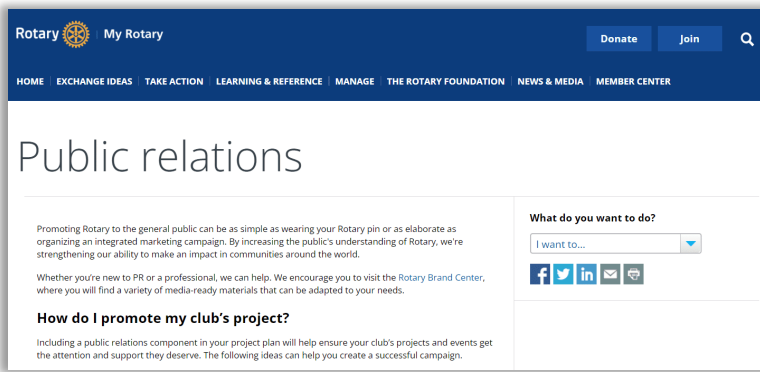 Rotary My Rotary
Donate Join
HOME EXCHANGE IDEAS TAKE ACTION LEARNING & REFERENCE MANAGE THE ROTARY FOUNDATION NEWS & MEDIA MEMBER CENTER
Public relations
Promoting Rotary to the general public can be as simple as wearing your Rotary pin or as elaborate as
organizing an integrated marketing campaign. By increasing the public's understanding of Rotary, we're
strengthening our ability to make an impact in communities around the world.
Whether you're new to PR or a professional, we can help. We encourage you to visit the Rotary Brand Center,
where you will find a variety of media-ready materials that can be adapted to your needs.
How do I promote my club's project?
Including a public relations component in your project plan will help ensure your club's projects and events get
the attention and support they deserve. The following ideas can help you create a successful campaign.
What do you want to do?
I want to...